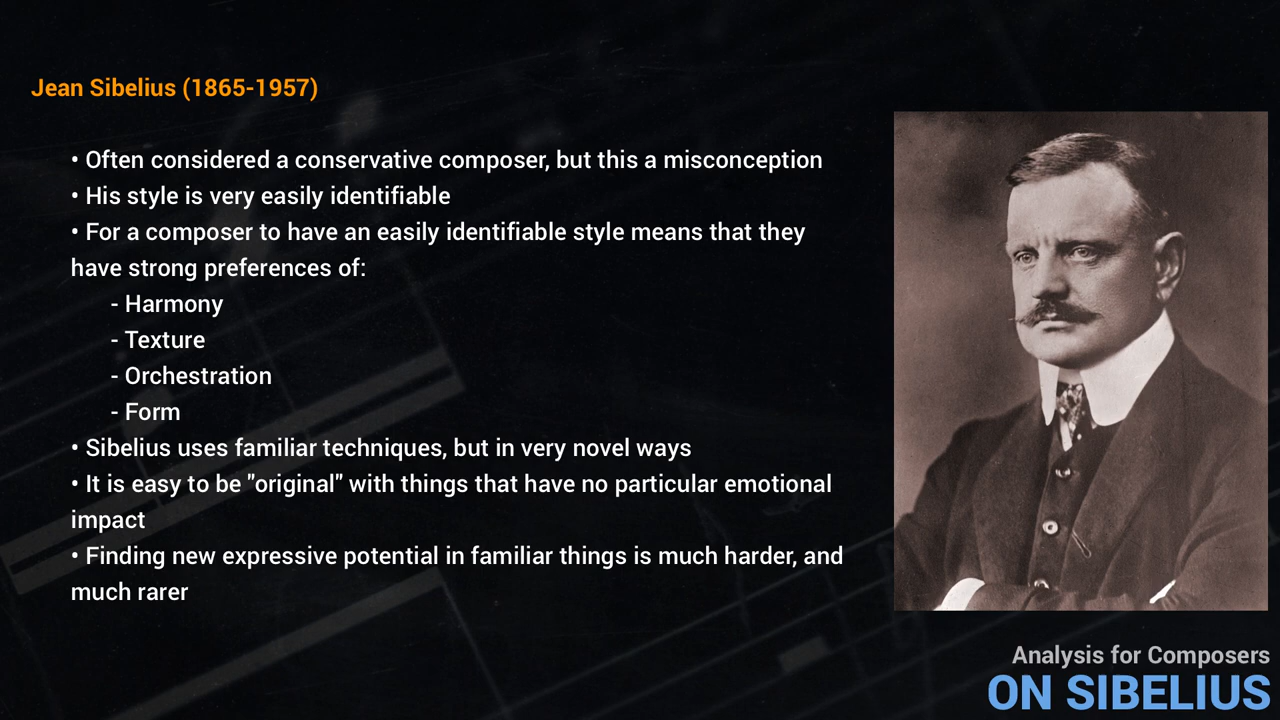 Jean Sibelius (1865-1957)
• Often considered a conservative composer, but this a misconception
• His style is very easily identifiable
• For a composer to have an easily identifiable style means that they
have strong preferences of:
- Harmony
- Texture
- Orchestration
- Form
• Sibelius uses familiar techniques, but in very novel ways
• It is easy to be "original" with things that have no particular emotional
impact
• Finding new expressive potential in familiar things is much harder, and
much rarer
Analysis for Composers
ON SIBELIUS